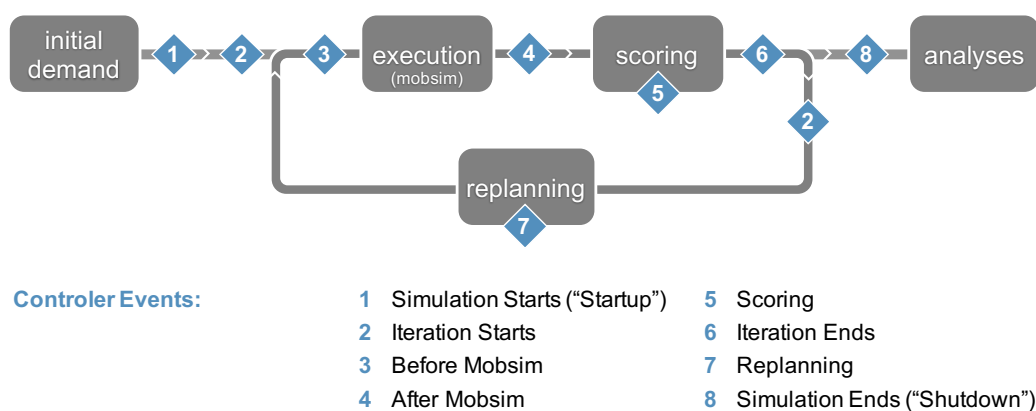 initial
demand
1
2
3
execution
(mobsim)
4
scoring
5
6
8
analyses
2
replanning
7
Controler Events:
1 Simulation Starts (“Startup”)
2 Iteration Starts
3 Before Mobsim
4 After Mobsim
5 Scoring
6 Iteration Ends
7 Replanning
8 Simulation Ends (“Shutdown”)